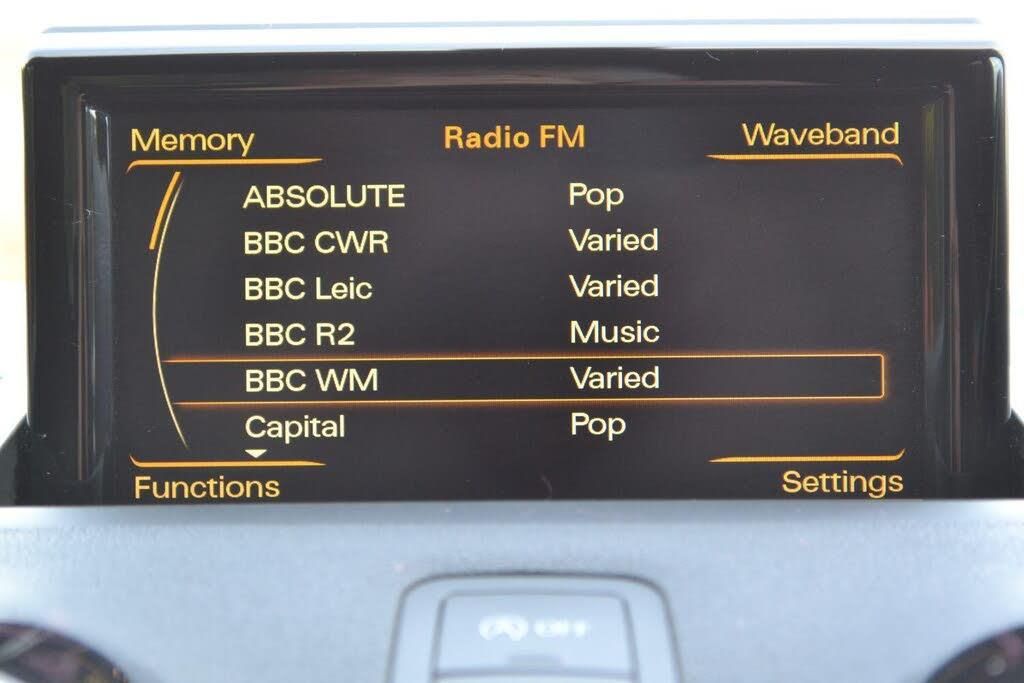 Memory Radio FM Waveband
ABSOLUTE Pop
BBC CWR Varied
BBC Leic Varied
BBC R2 Music
BBC WM Varied
Capital Pop
Functions Settings
OFF